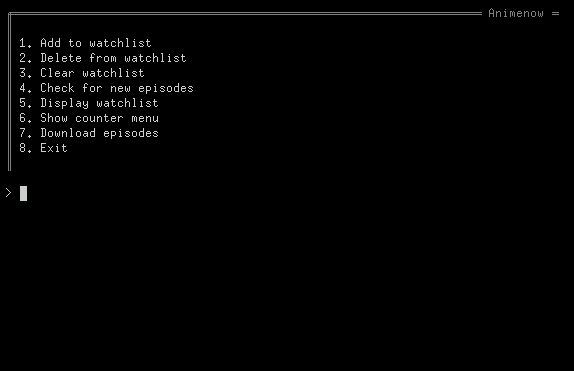 Animenow
1. Add to watchlist
2. Delete from watchlist
3. Clear watchlist
4. Check for new episodes
5. Display watchlist
6. Show counter menu
7. Download episodes
8. Exit
>